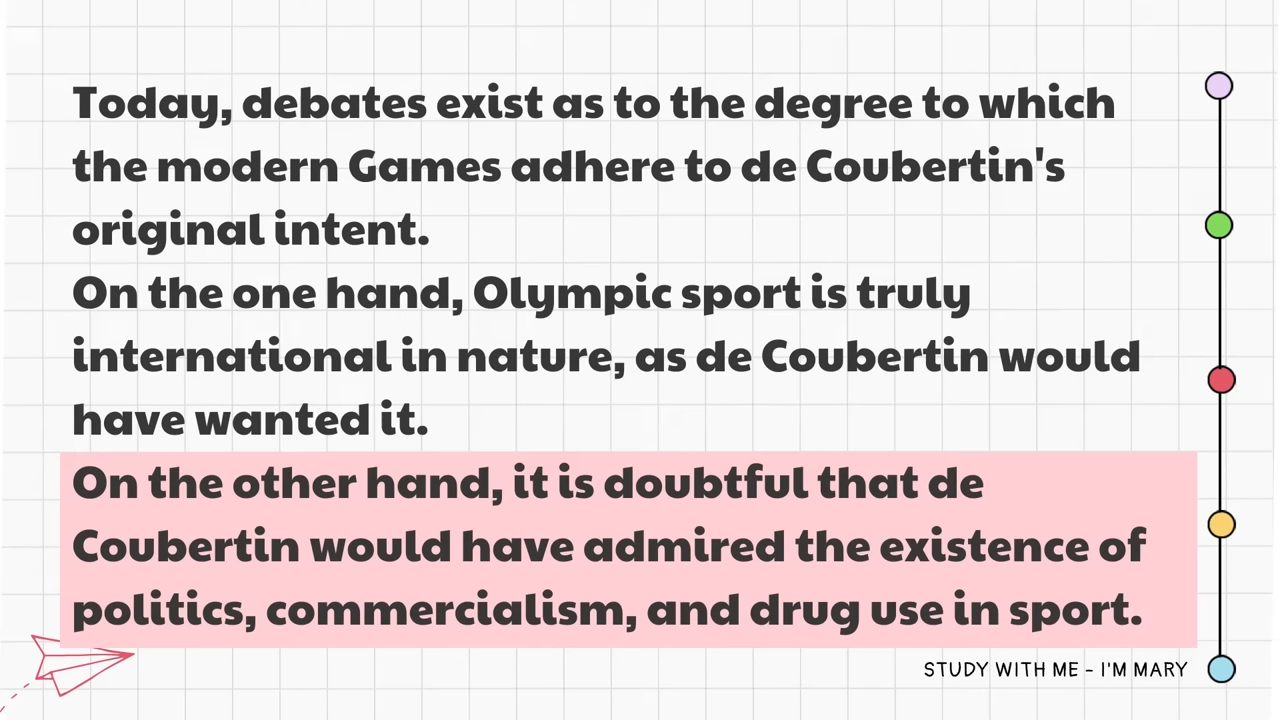 Today, debates exist as to the degree to which
the modern Games adhere to de Coubertin's
original intent.
On the one hand, Olympic sport is truly
international in nature, as de Coubertin would
have wanted it.
On the other hand, it is doubtful that de
Coubertin would have admired the existence of
politics, commercialism, and drug use in sport.
STUDY WITH ME - I'M MARY